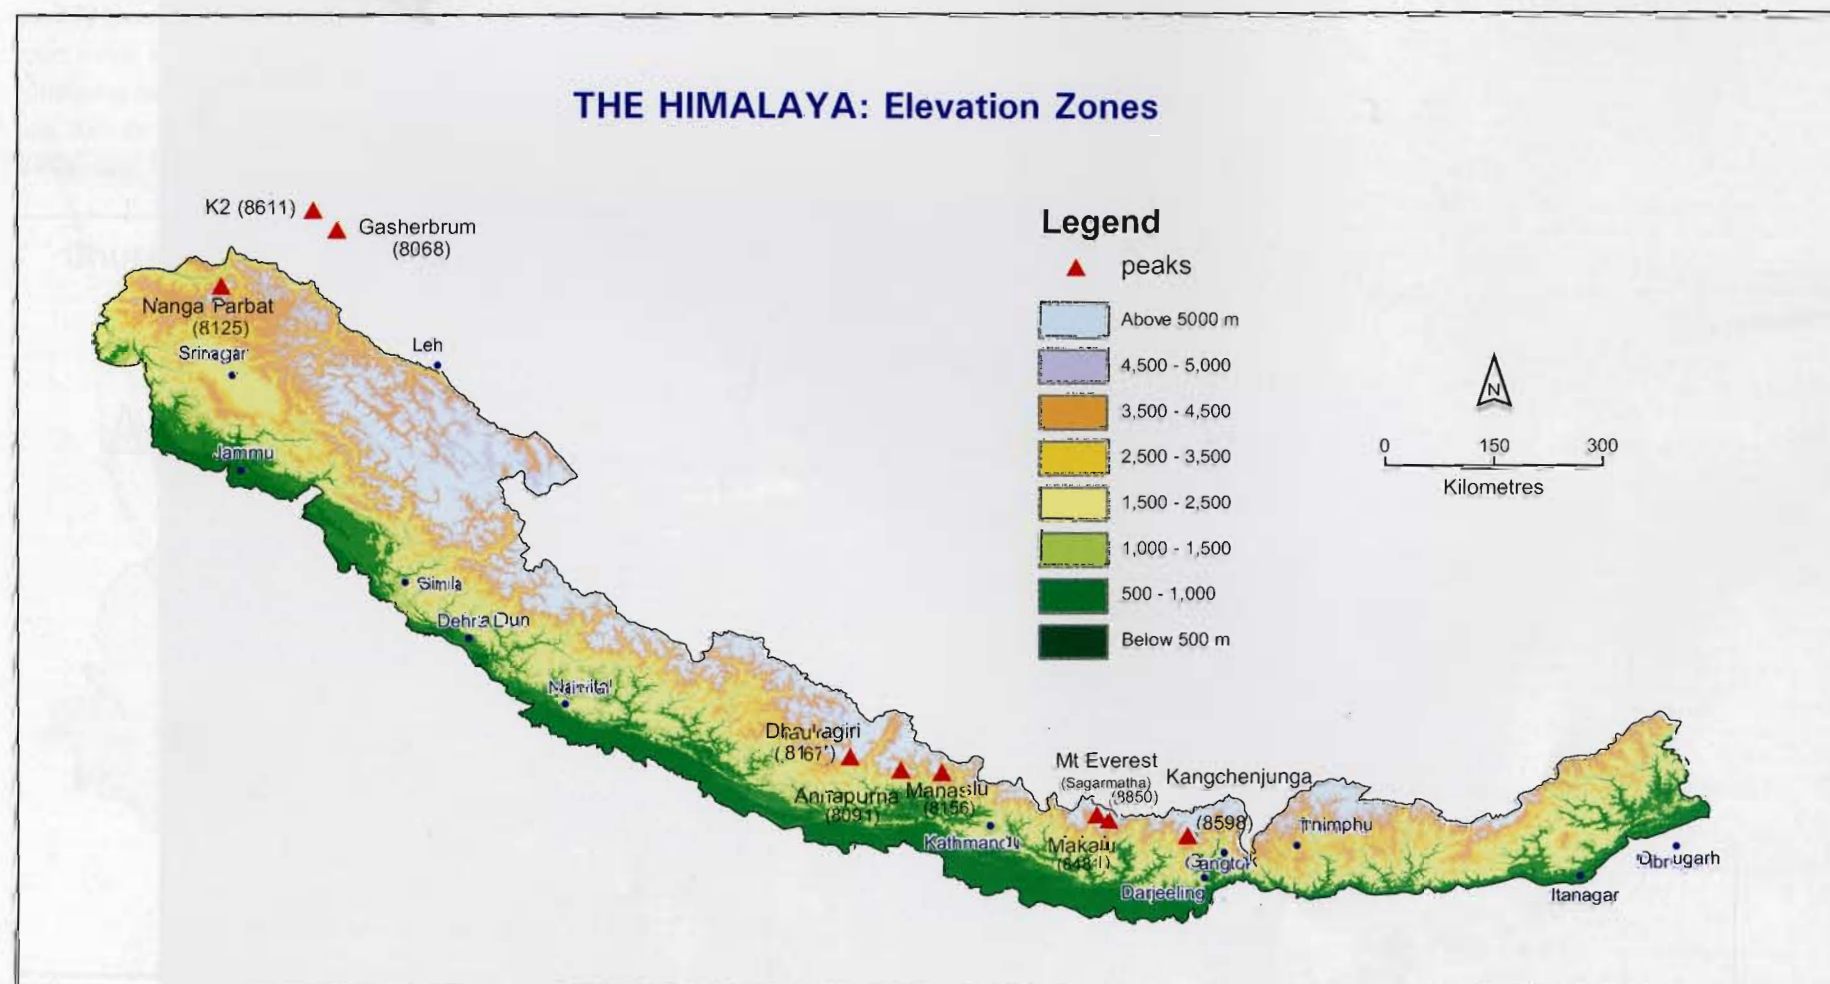 THE HIMALAYA: Elevation Zones
K2 (8611)
Gasherbrum
(8068)
Nanga Parbat
(8125)
Srinagar
Leh
Jammu
Simla
Dehra Dun
Nainital
Dhaulagiri
(8167)
Annapurna
(8091)
Manaslu
(8156)
Kathmandu
Mt Everest
(Sagarmatha)
(8850)
Kangchenjunga
(8598)
Makalu
Gangtok
Darjeeling
Itanagar
Legend
peaks
Above 5000 m
4,500 - 5,000
3,500 - 4,500
2,500 - 3,500
1,500 - 2,500
1,000 - 1,500
500 - 1,000
Below 500 m
N
0 150 300
Kilometres